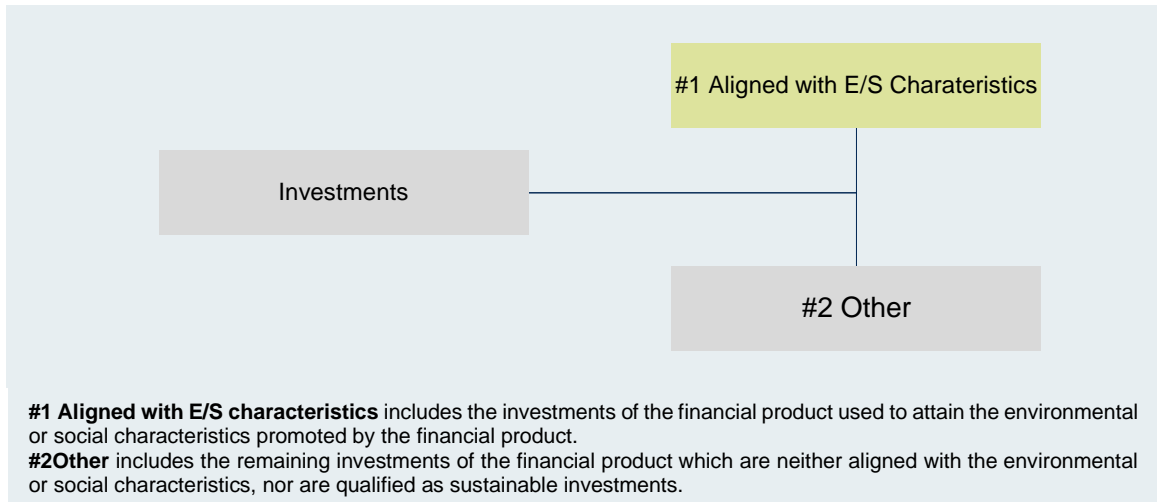 #1 Aligned with E/S Charateristics
Investments
#2 Other
#1 Aligned with E/S characteristics includes the investments of the financial product used to attain the environmental
or social characteristics promoted by the financial product.
#2Other includes the remaining investments of the financial product which are neither aligned with the environmental
or social characteristics, nor are qualified as sustainable investments.